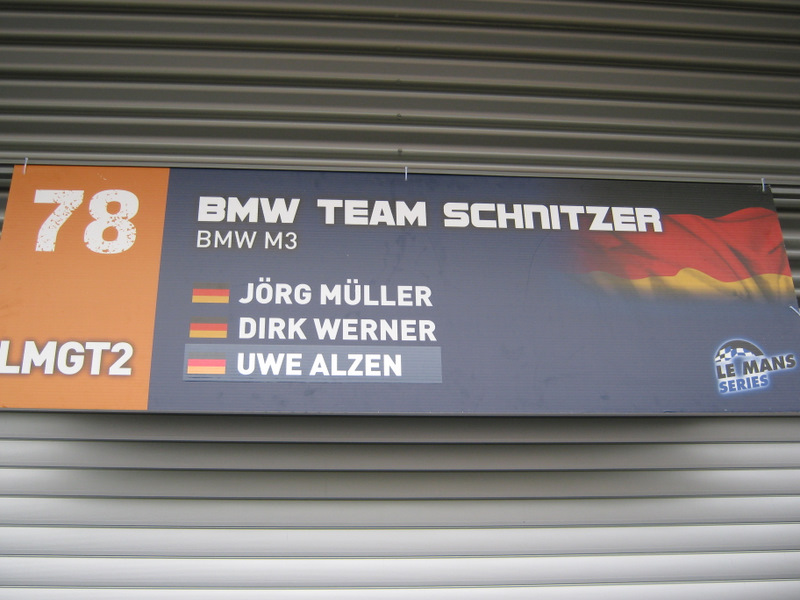 78
LMGT2
BMW TEAM SCHNITZER
BMW M3
JÖRG MÜLLER
DIRK WERNER
UWE ALZEN
LE MANS
SERIES